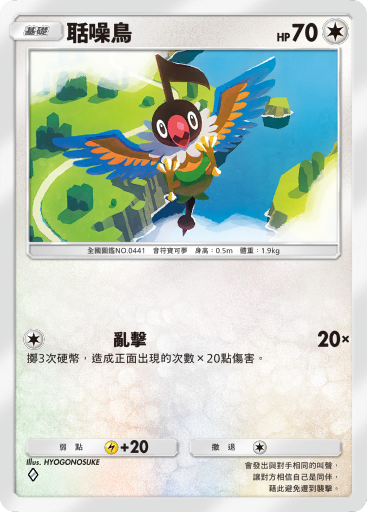 基礎 聒噪鳥 HP 70
全國圖鑑NO.0441 音符寶可夢 身高：0.5m 體重：1.9kg
亂擊 20×
擲3次硬幣，造成正面出現的次數×20點傷害。
弱點 +20 撤退
Illus. HYOGONOSUKE
會發出與對手相同的叫聲，
讓對方相信自己是同伴，
藉此避免遭到襲擊。